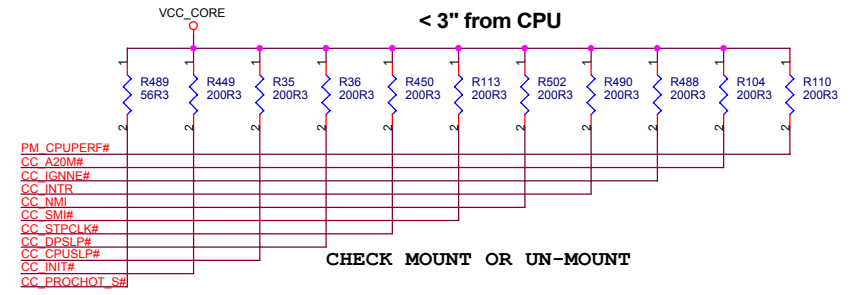 VCC_CORE
< 3" from CPU
1 1 1 1 1 1 1 1 1 1 1
R489 R449 R35 R36 R450 R113 R502 R490 R488 R104 R110
56R3 200R3 200R3 200R3 200R3 200R3 200R3 200R3 200R3 200R3 200R3
2 2 2 2 2 2 2 2 2 2 2
PM_CPUPERF#
CC_A20M#
CC_IGNNE#
CC_INTR
CC_NMI
CC_SMI#
CC_STPCLK#
CC_DPSLP#
CC_CPUSLP#
CC_INIT#
CC_PROCHOT_S#
CHECK MOUNT OR UN-MOUNT